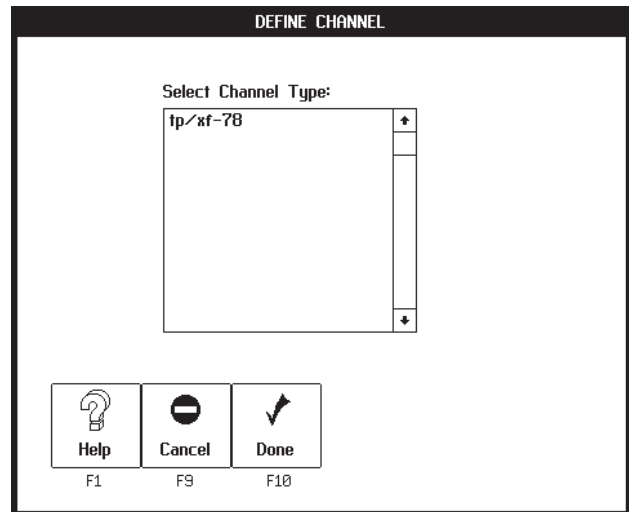 DEFINE CHANNEL
Select Channel Type:
tp/xf-78
Help Cancel Done
F1 F9 F10